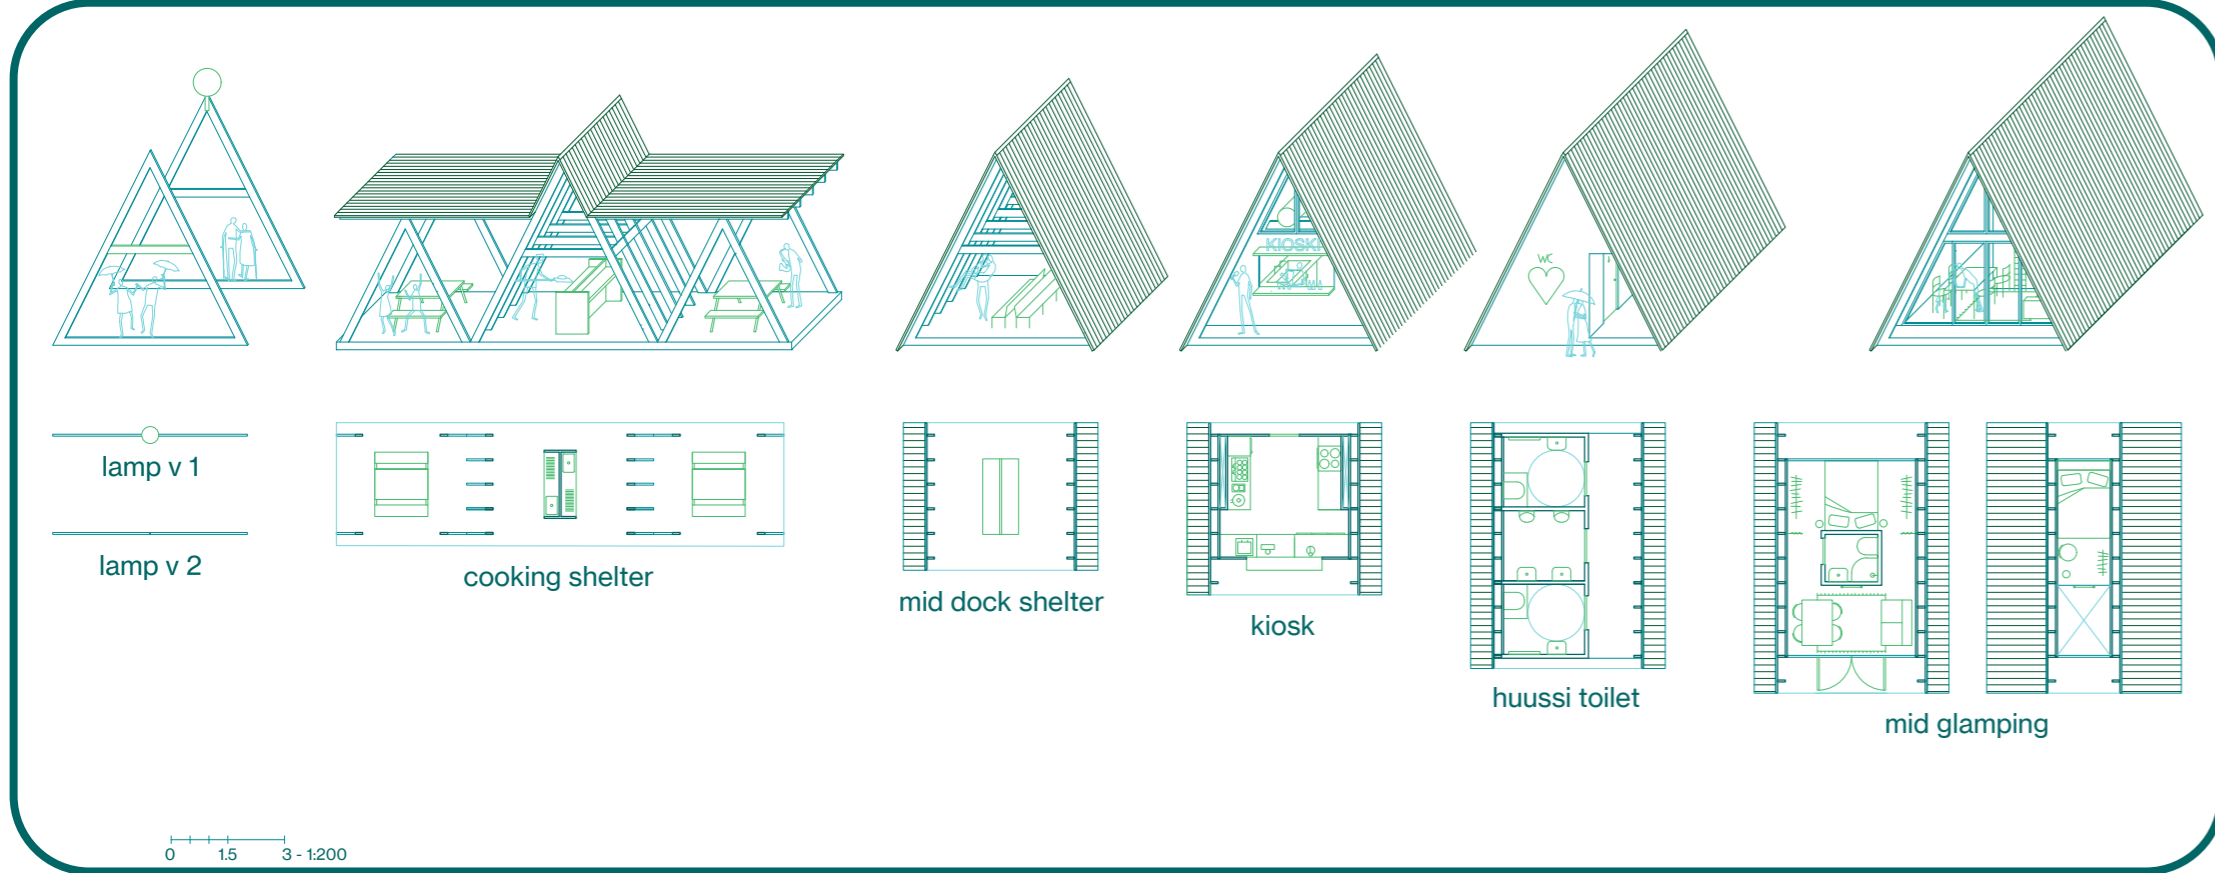 KIOSKI
WC
lamp v 1
lamp v 2
cooking shelter
mid dock shelter
kiosk
huussi toilet
mid glamping
0 1.5 3 - 1:200